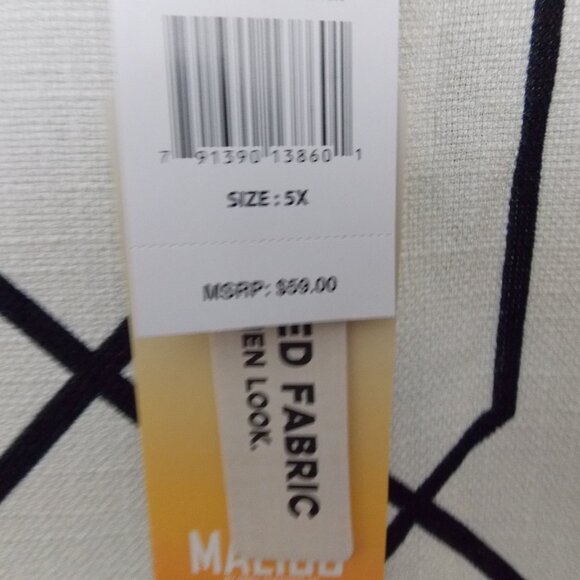 7 91390 13860 1
SIZE: 5X
MSRP: $59.00
ED FABRIC
EN LOOK.
MALIBU